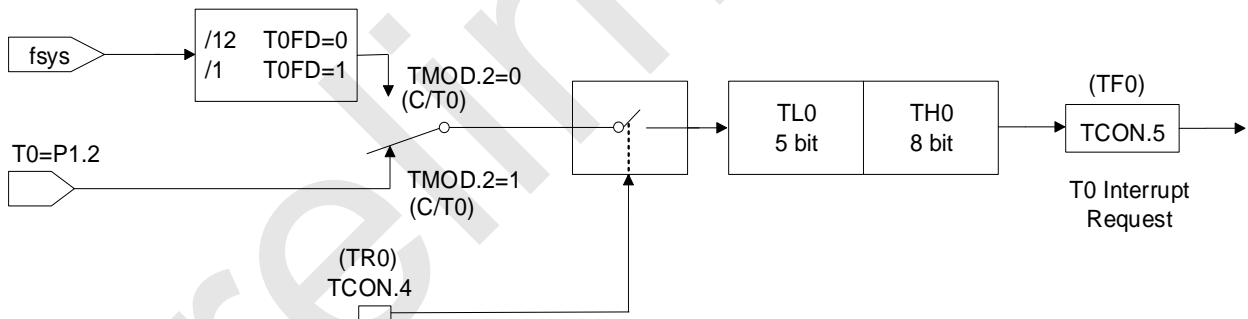 fsys
/12 T0FD=0
/1 T0FD=1
TMOD.2=0
(C/T0)
T0=P1.2
TMOD.2=1
(C/T0)
(TR0)
TCON.4
TL0
5 bit
TH0
8 bit
(TF0)
TCON.5
T0 Interrupt
Request